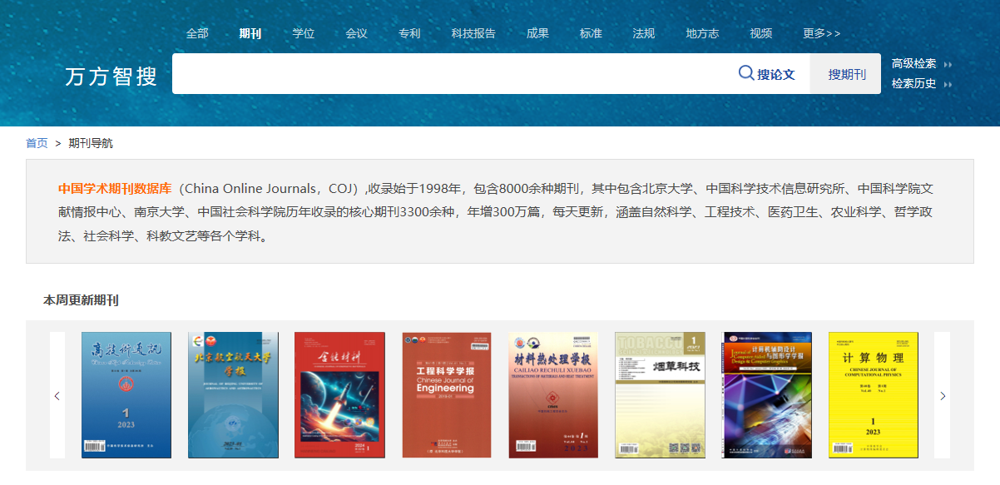 全部 期刊 学位 会议 专利 科技报告 成果 标准 法规 地方志 视频 更多>>
万方智搜
搜论文 搜期刊
高级检索
检索历史
首页 > 期刊导航
中国学术期刊数据库（China Online Journals，COJ）,收录始于1998年，包含8000余种期刊，其中包含北京大学、中国科学技术信息研究所、中国科学院文
献情报中心、南京大学、中国社会科学院历年收录的核心期刊3300余种，年增300万篇，每天更新，涵盖自然科学、工程技术、医药卫生、农业科学、哲学政
法、社会科学、科教文艺等各个学科。
本周更新期刊
高技术通讯
1
2023
北京航空航天大学
学报
2023-01
2024
1
工程科学学报
Chinese Journal of
Engineering
材料热处理学报
CAILIAO RECHULI XUEBAO
TRANSACTIONS OF MATERIALS AND HEAT TREATMENT
2023
TOBACCO
1
烟草科技
计算机辅助设计
与图形学学报
Journal of
Computer-Aided
Design & Computer Graphics
计算物理
CHINESE JOURNAL OF
COMPUTATIONAL PHYSICS
1
2023